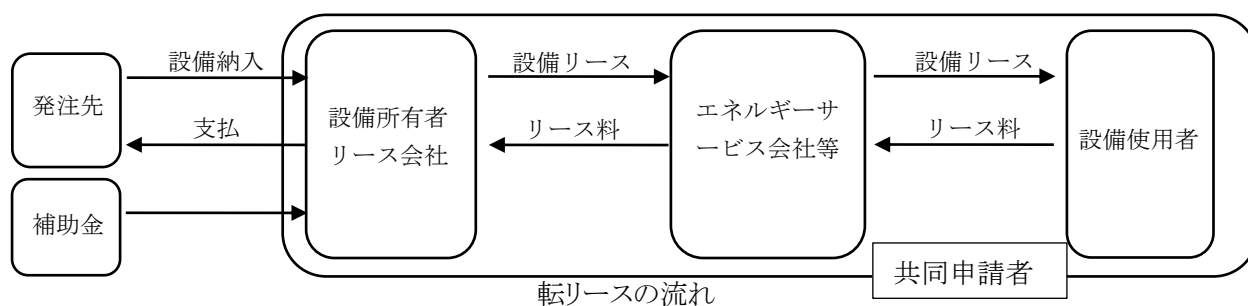 設備納入
設備リース
設備リース
発注先
設備所有者
リース会社
エネルギーサ
ービス会社等
設備使用者
支払
リース料
リース料
補助金
共同申請者
転リースの流れ